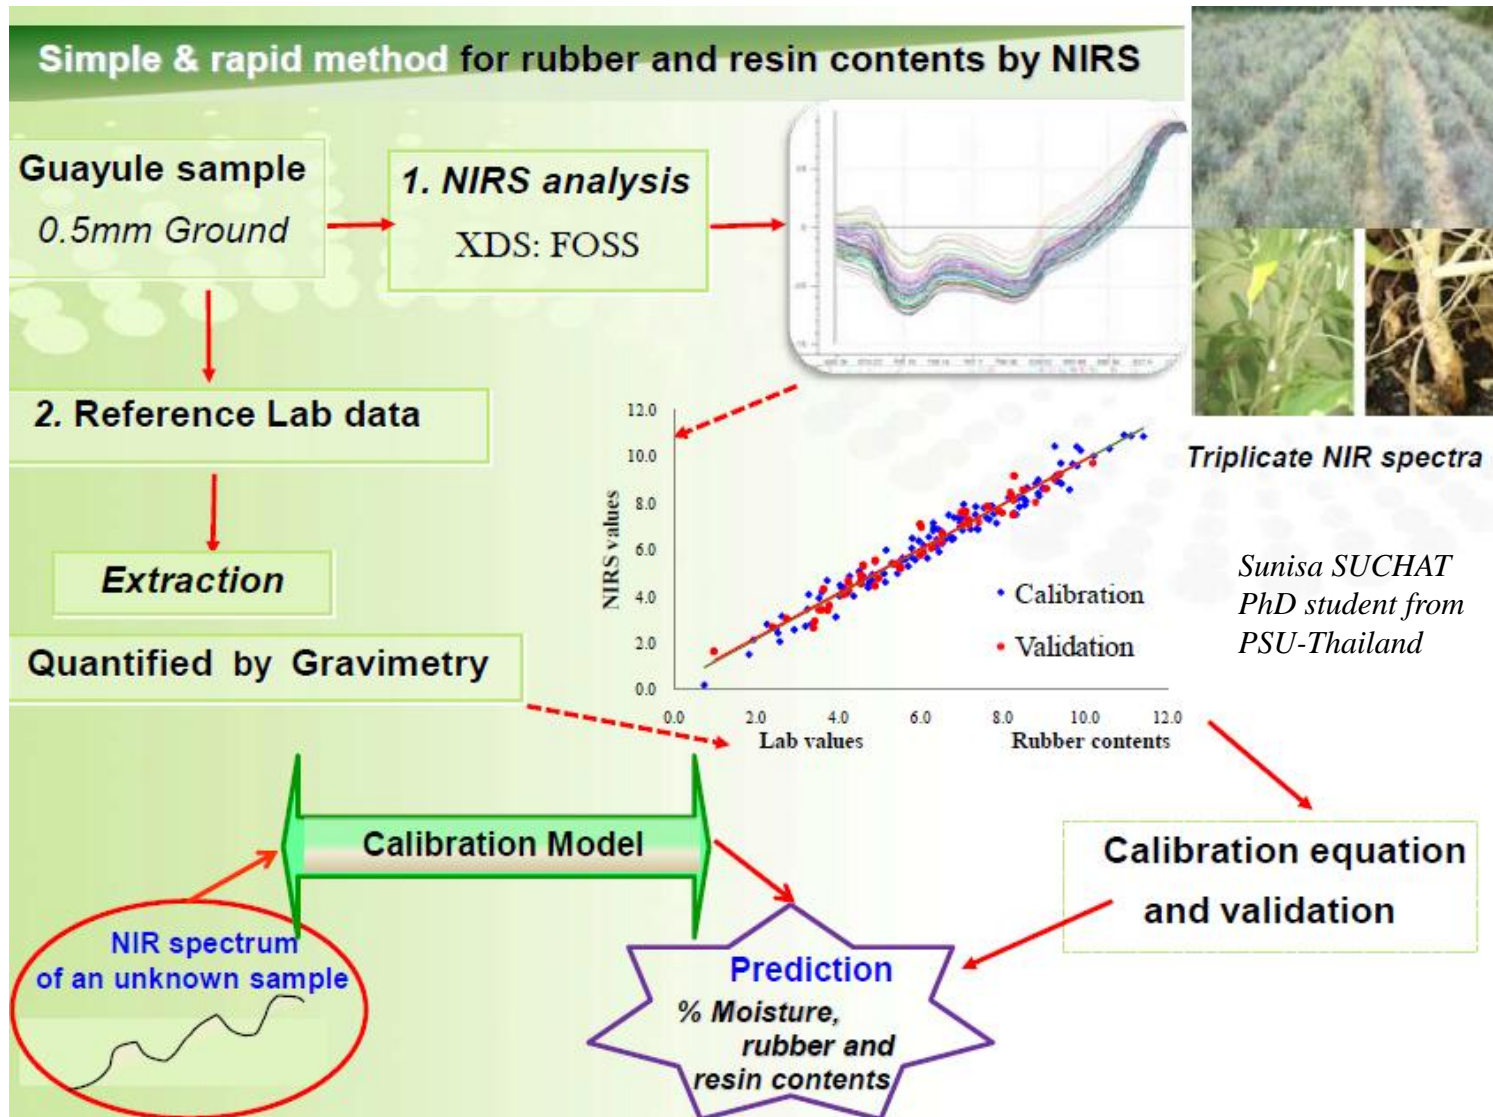 Simple & rapid method for rubber and resin contents by NIRS
Guayule sample
0.5mm Ground
1. NIRS analysis
XDS: FOSS
2. Reference Lab data
Extraction
Quantified by Gravimetry
Triplicate NIR spectra
12.0
10.0
8.0
6.0
4.0
2.0
0.0
NIRS values
Calibration
Validation
0.0 2.0 4.0 6.0 8.0 10.0 12.0
Lab values Rubber contents
Sunisa SUCHAT
PhD student from
PSU-Thailand
Calibration Model
Calibration equation
and validation
NIR spectrum
of an unknown sample
Prediction
% Moisture,
rubber and
resin contents